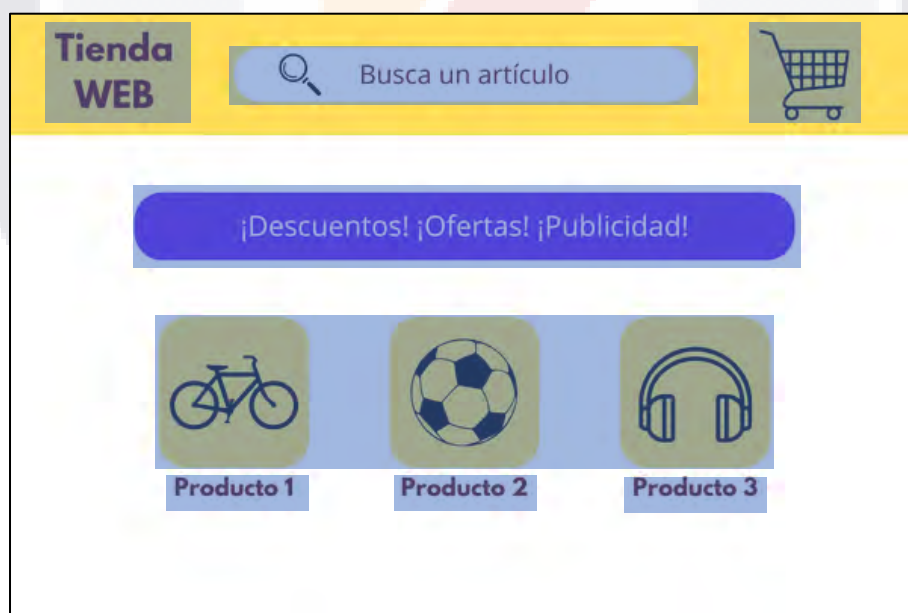 Tienda
WEB
Busca un artículo
¡Descuentos! ¡Ofertas! ¡Publicidad!
Producto 1
Producto 2
Producto 3